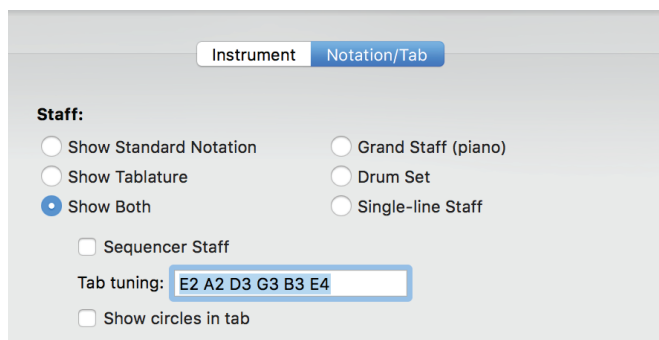 Instrument Notation/Tab
Staff:
Show Standard Notation Grand Staff (piano)
Show Tablature Drum Set
Show Both Single-line Staff
Sequencer Staff
Tab tuning: E2 A2 D3 G3 B3 E4
Show circles in tab